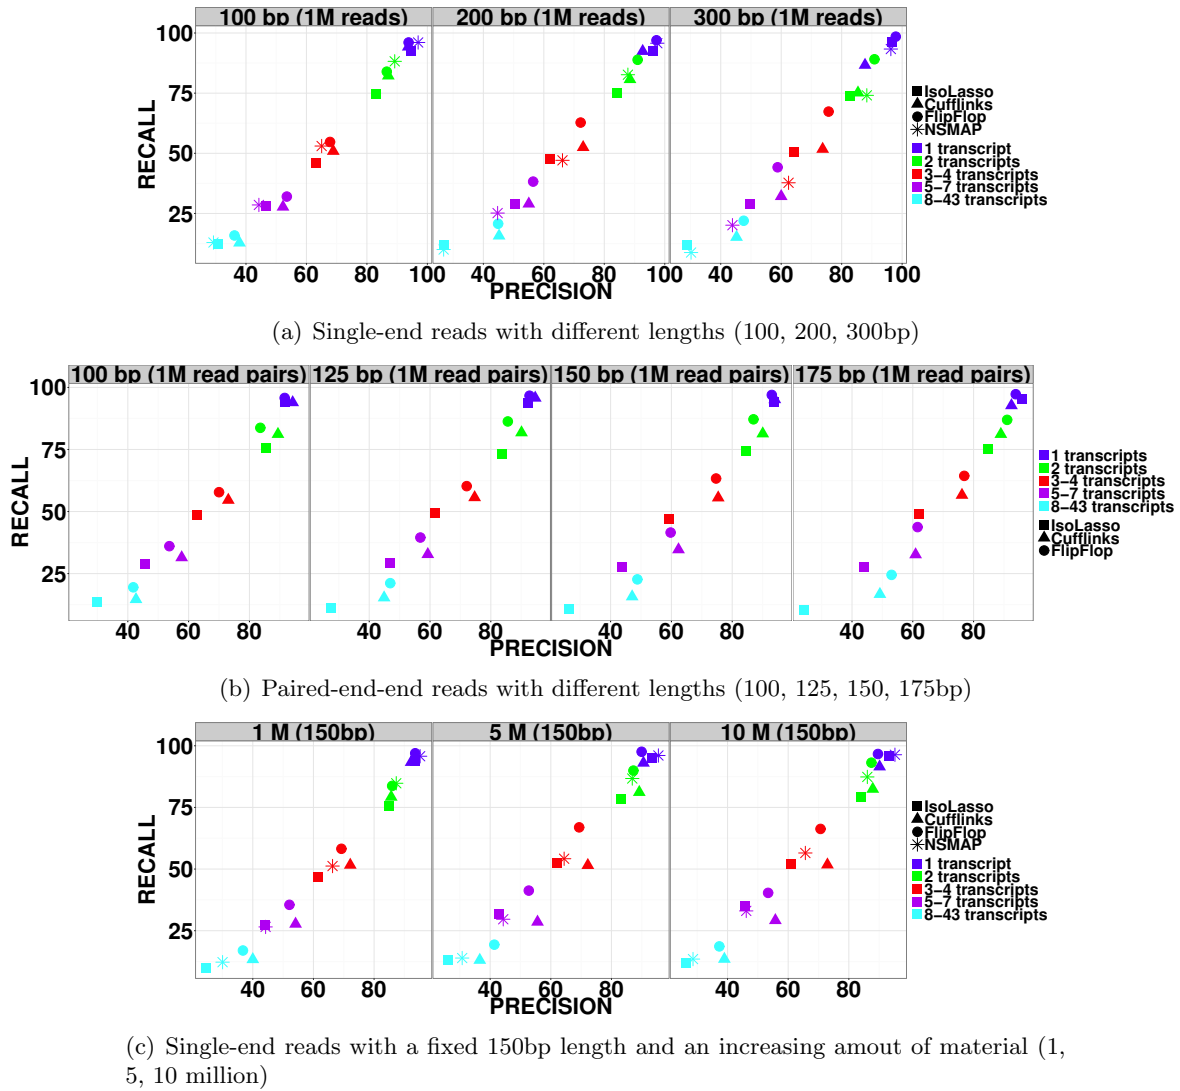 100 bp (1M reads) 200 bp (1M reads) 300 bp (1M reads)
100
75
50
25
RECALL
40 60 80 100 40 60 80 100 40 60 80 100
PRECISION
IsoLasso
Cufflinks
FlipFlop
NSMAP
1 transcript
2 transcripts
3−4 transcripts
5−7 transcripts
8−43 transcripts
(a) Single-end reads with different lengths (100, 200, 300bp)
100 bp (1M read pairs) 125 bp (1M read pairs) 150 bp (1M read pairs) 175 bp (1M read pairs)
100
75
50
25
RECALL
40 60 80 40 60 80 40 60 80 40 60 80
PRECISION
1 transcripts
2 transcripts
3−4 transcripts
5−7 transcripts
8−43 transcripts
IsoLasso
Cufflinks
FlipFlop
(b) Paired-end-end reads with different lengths (100, 125, 150, 175bp)
1 M (150bp) 5 M (150bp) 10 M (150bp)
100
75
50
25
RECALL
40 60 80 40 60 80 40 60 80
PRECISION
IsoLasso
Cufflinks
FlipFlop
NSMAP
1 transcript
2 transcripts
3−4 transcripts
5−7 transcripts
8−43 transcripts
(c) Single-end reads with a fixed 150bp length and an increasing amout of material (1,
5, 10 million)